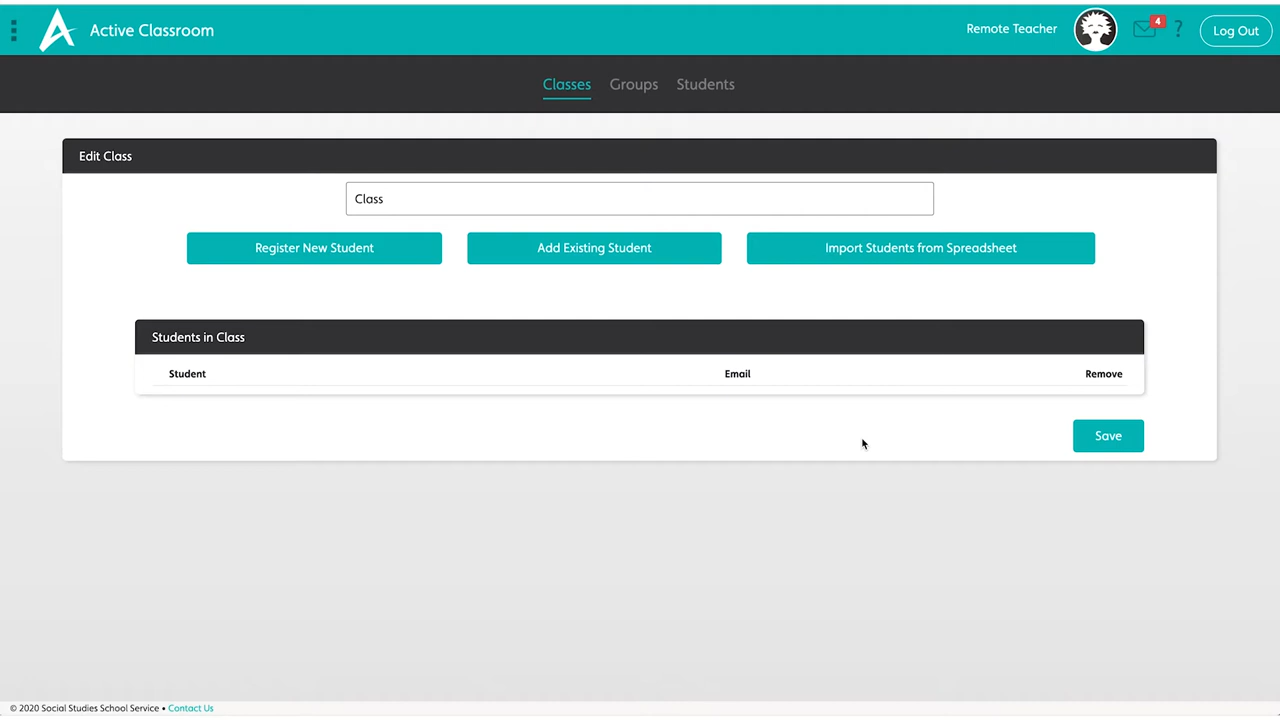 Active Classroom
Remote Teacher
4
?
Log Out
Classes Groups Students
Edit Class
Class
Register New Student
Add Existing Student
Import Students from Spreadsheet
Students in Class
Student Email Remove
Save
© 2020 Social Studies School Service • Contact Us